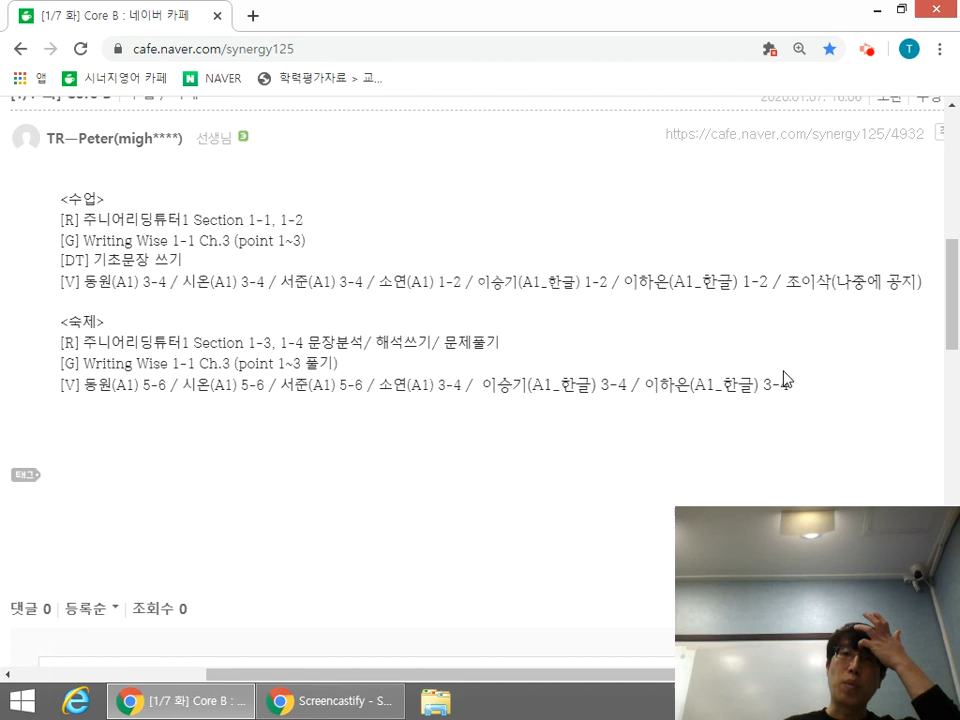 [1/7 화] Core B : 네이버 카페
cafe.naver.com/synergy125
T
앱 시너지영어 카페 NAVER 학력평가자료 > 교...
[1/7 화] Core B
2020.01.07. 16:06
TR—Peter(migh****) 선생님
https://cafe.naver.com/synergy125/4932
<수업>
[R] 주니어리딩튜터1 Section 1-1, 1-2
[G] Writing Wise 1-1 Ch.3 (point 1~3)
[DT] 기초문장 쓰기
[V] 동원(A1) 3-4 / 시온(A1) 3-4 / 서준(A1) 3-4 / 소연(A1) 1-2 / 이승기(A1_한글) 1-2 / 이하은(A1_한글) 1-2 / 조이삭(나중에 공지)
<숙제>
[R] 주니어리딩튜터1 Section 1-3, 1-4 문장분석/ 해석쓰기/ 문제풀기
[G] Writing Wise 1-1 Ch.3 (point 1~3 풀기)
[V] 동원(A1) 5-6 / 시온(A1) 5-6 / 서준(A1) 5-6 / 소연(A1) 3-4 / 이승기(A1_한글) 3-4 / 이하은(A1_한글) 3-4
태그
댓글 0 등록순 조회수 0
[1/7 화] Core B : ...
Screencastify - S...